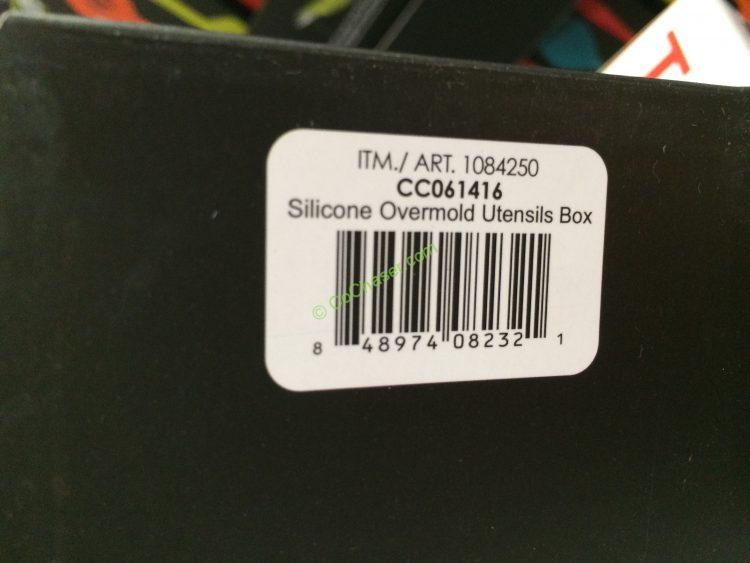 T
ITM./ ART. 1084250
CC061416
Silicone Overmold Utensils Box
© CoChaser.com
8 48974 08232 1